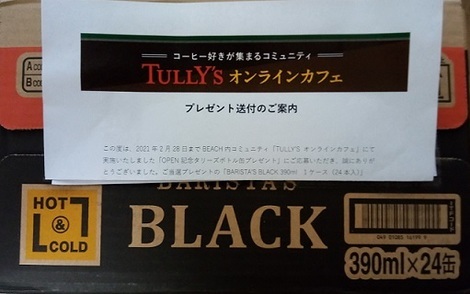 コーヒー好きが集まるコミュニティ
TULLY'S オンラインカフェ
プレゼント送付のご案内
この度は、2021年2月28日までBEACH内コミュニティ「TULLY'S オンラインカフェ」にて
実施いたしました「OPEN記念タリーズボトル缶プレゼント」にご応募いただき、誠にありが
とうございました。ご当選プレゼントの「BARISTA'S BLACK 390ml 1ケース（24本入）」
BARISTA'S
HOT
&
COLD
BLACK
390ml×24缶